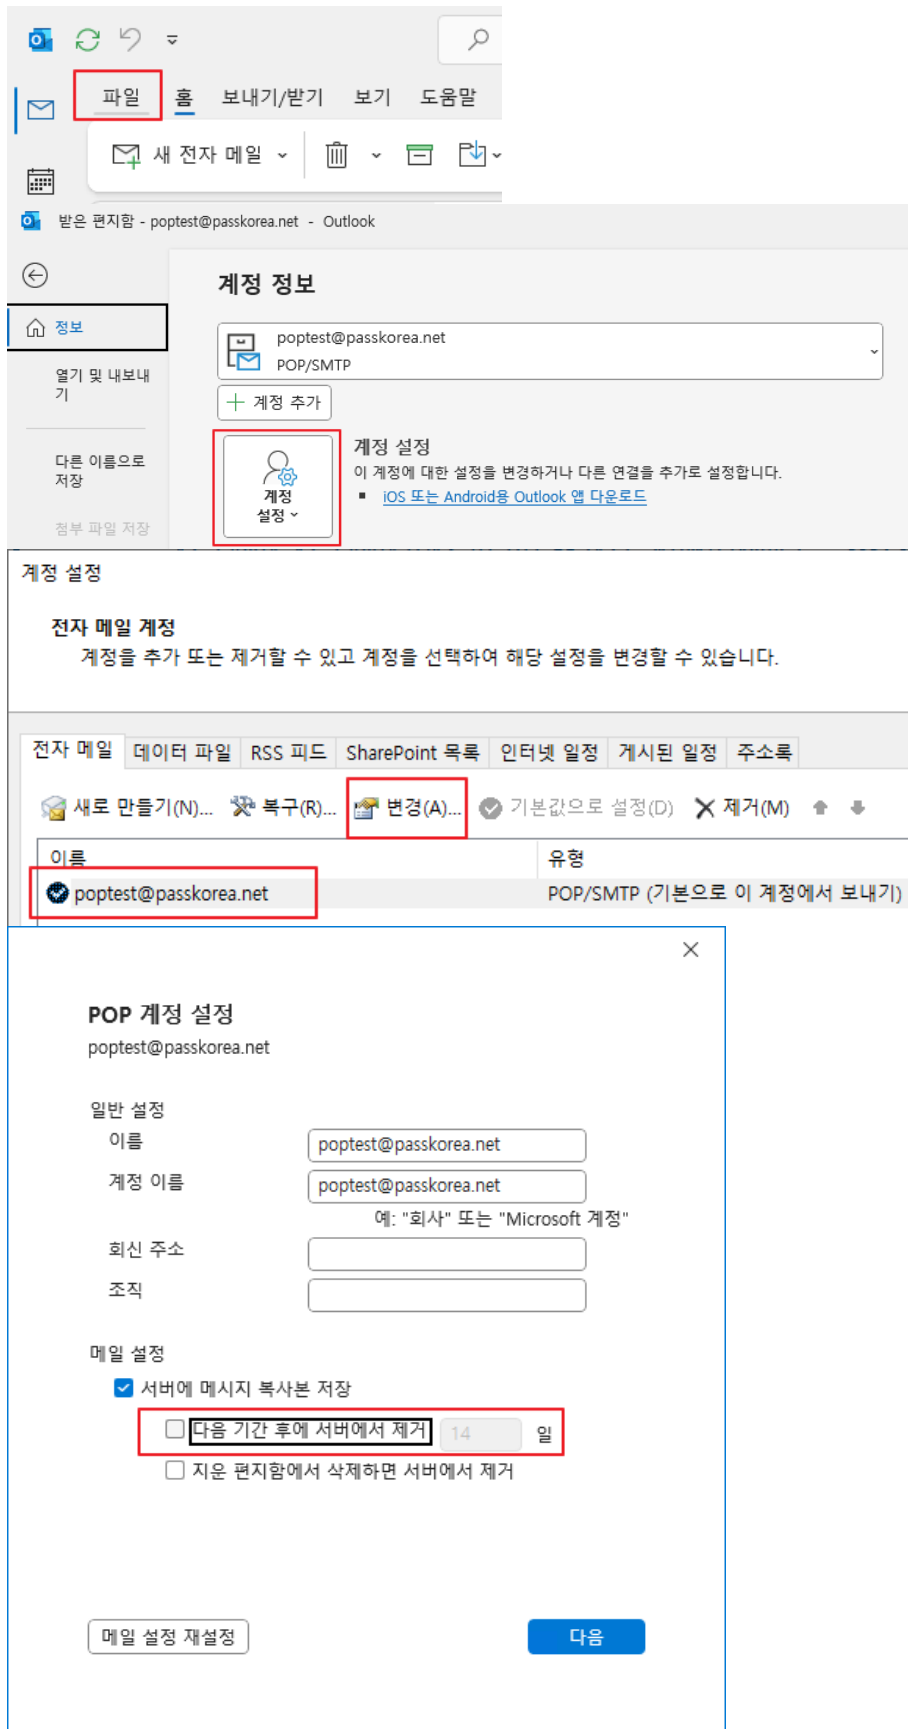 파일 홈 보내기/받기 보기 도움말
새 전자 메일
받은 편지함 - poptest@passkorea.net - Outlook
계정 정보
정보
poptest@passkorea.net
POP/SMTP
열기 및 내보내
기
계정 추가
다른 이름으로
저장
계정 설정
이 계정에 대한 설정을 변경하거나 다른 연결을 추가로 설정합니다.
계정
설정
iOS 또는 Android용 Outlook 앱 다운로드
첨부 파일 저장
계정 설정
전자 메일 계정
계정을 추가 또는 제거할 수 있고 계정을 선택하여 해당 설정을 변경할 수 있습니다.
전자 메일 데이터 파일 RSS 피드 SharePoint 목록 인터넷 일정 게시된 일정 주소록
새로 만들기(N)... 복구(R)... 변경(A)... 기본값으로 설정(D) 제거(M)
이름 유형
poptest@passkorea.net POP/SMTP (기본으로 이 계정에서 보내기)
POP 계정 설정
poptest@passkorea.net
일반 설정
이름 poptest@passkorea.net
계정 이름 poptest@passkorea.net
예: "회사" 또는 "Microsoft 계정"
회신 주소
조직
메일 설정
서버에 메시지 복사본 저장
다음 기간 후에 서버에서 제거 14 일
지운 편지함에서 삭제하면 서버에서 제거
메일 설정 재설정 다음